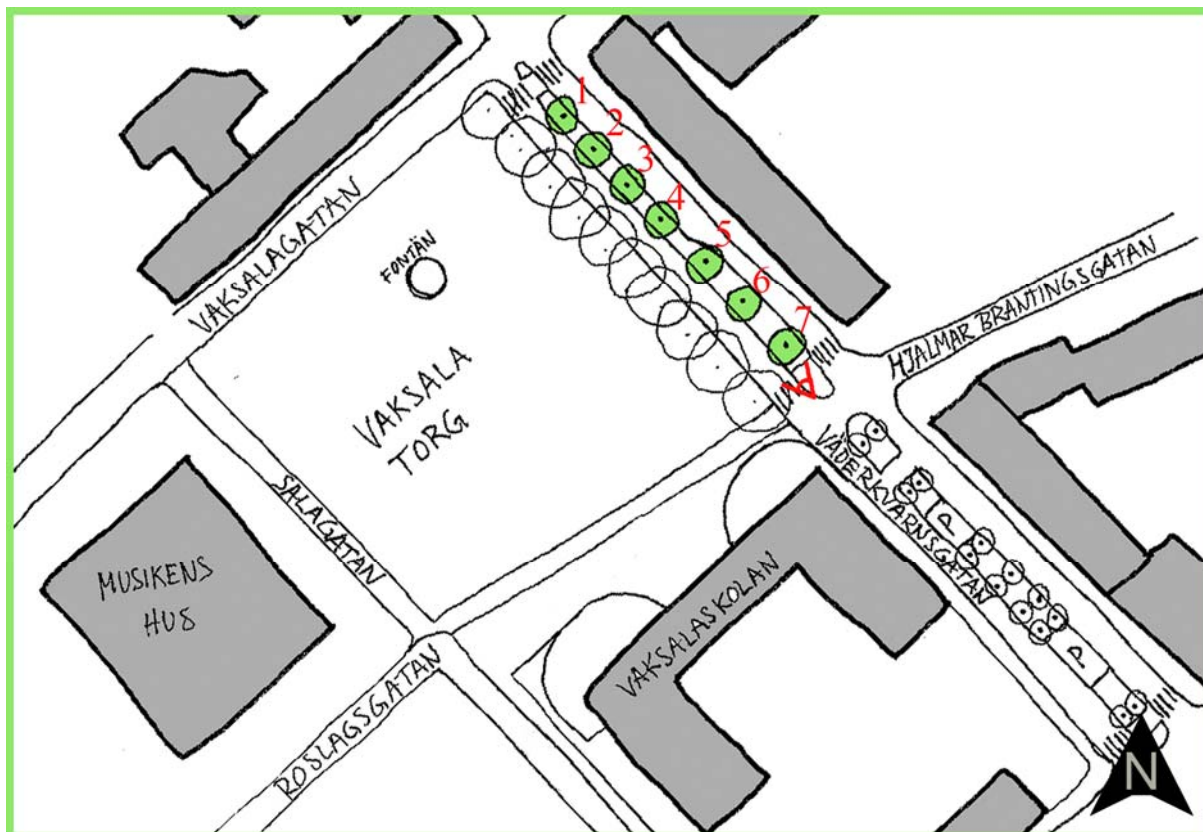 1
2
3
4
5
6
7
A
FONTÄN
VAKSALAGATAN
VAKSALA
TORG
HJALMAR BRANTINGSGATAN
VÄDERKVARNSGATAN
P
P
SALAGATAN
MUSIKENS
HUS
VAKSALASKOLAN
ROSLAGSGATAN
N